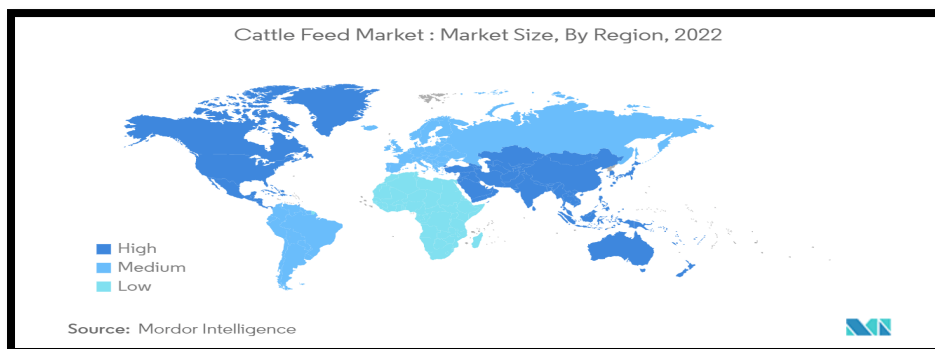 Cattle Feed Market : Market Size, By Region, 2022
High
Medium
Low
Source: Mordor Intelligence